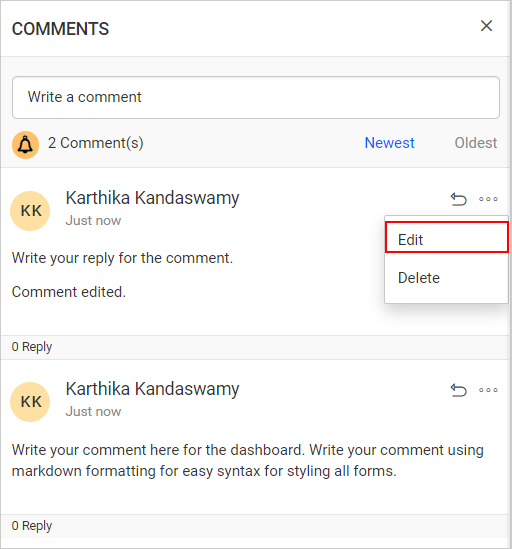 COMMENTS
Write a comment
2 Comment(s)
Newest
Oldest
KK
Karthika Kandaswamy
Just now
Edit
Delete
Write your reply for the comment.
Comment edited.
0 Reply
KK
Karthika Kandaswamy
Just now
Write your comment here for the dashboard. Write your comment using
markdown formatting for easy syntax for styling all forms.
0 Reply